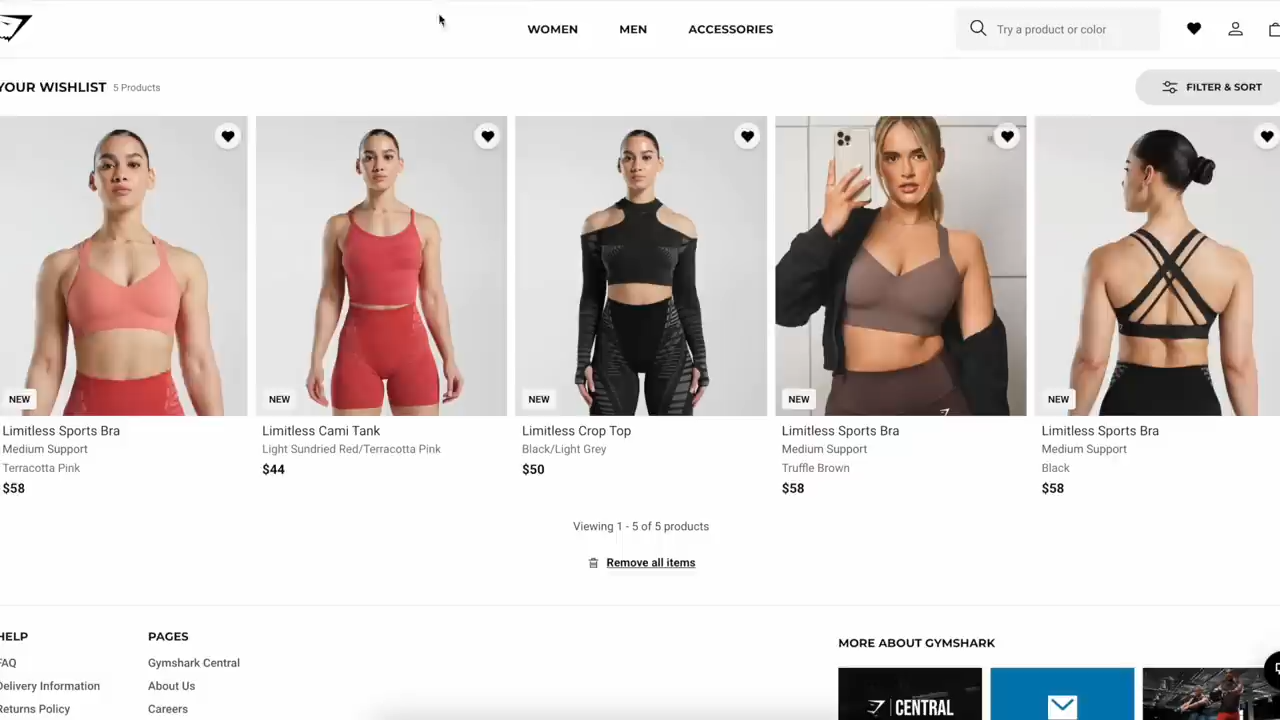 WOMEN
MEN
ACCESSORIES
Try a product or color
YOUR WISHLIST
5 Products
FILTER & SORT
NEW
NEW
NEW
NEW
NEW
Limitless Sports Bra
Medium Support
Terracotta Pink
$58
Limitless Cami Tank
Light Sundried Red/Terracotta Pink
$44
Limitless Crop Top
Black/Light Grey
$50
Limitless Sports Bra
Medium Support
Truffle Brown
$58
Limitless Sports Bra
Medium Support
Black
$58
Viewing 1 - 5 of 5 products
Remove all items
HELP
FAQ
Delivery Information
Returns Policy
PAGES
Gymshark Central
About Us
Careers
MORE ABOUT GYMSHARK
CENTRAL